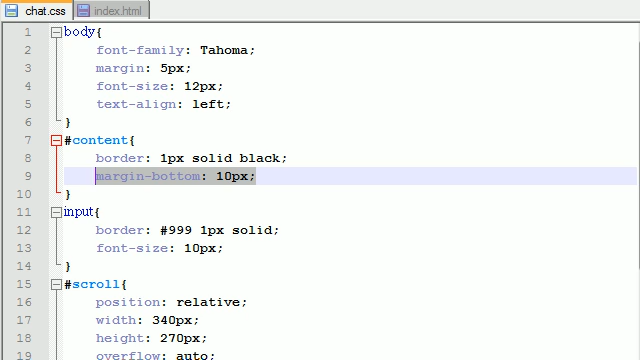 chat.css index.html
1 body{
2 font-family: Tahoma;
3 margin: 5px;
4 font-size: 12px;
5 text-align: left;
6 }
7 #content{
8 border: 1px solid black;
9 margin-bottom: 10px;
10 }
11 input{
12 border: #999 1px solid;
13 font-size: 10px;
14 }
15 #scroll{
16 position: relative;
17 width: 340px;
18 height: 270px;
19 overflow: auto;